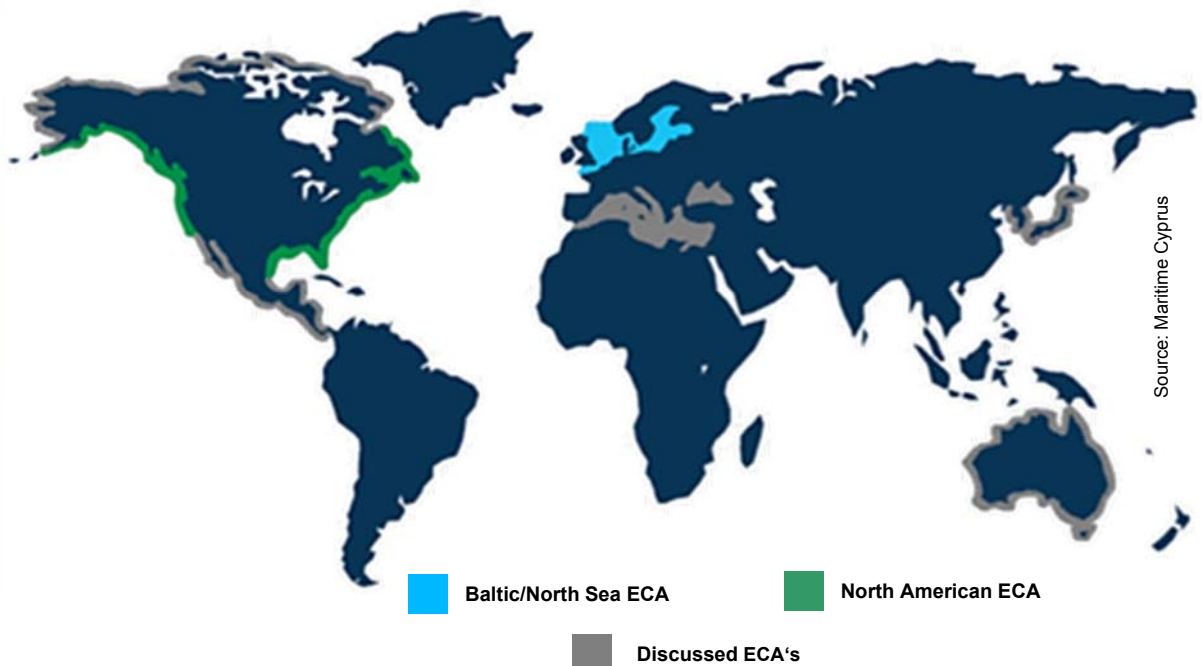 Source: Maritime Cyprus
Baltic/North Sea ECA
North American ECA
Discussed ECA‘s